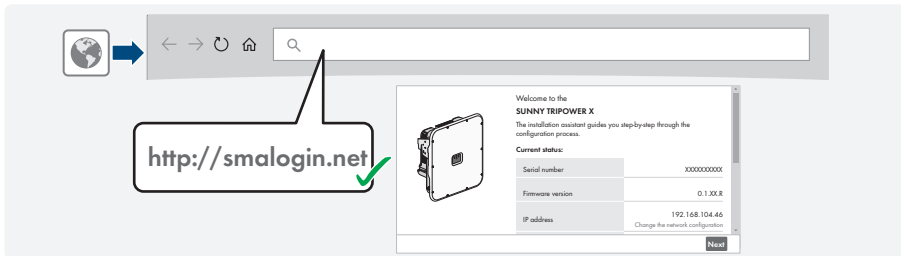 http://smalogin.net
Welcome to the
SUNNY TRIPOWER X
The installation assistant guides you step-by-step through the
configuration process.
Current status:
Serial number XXXXXXXXXX
Firmware version 0.1.XX.R
IP address 192.168.104.46
Change the network configuration
Next